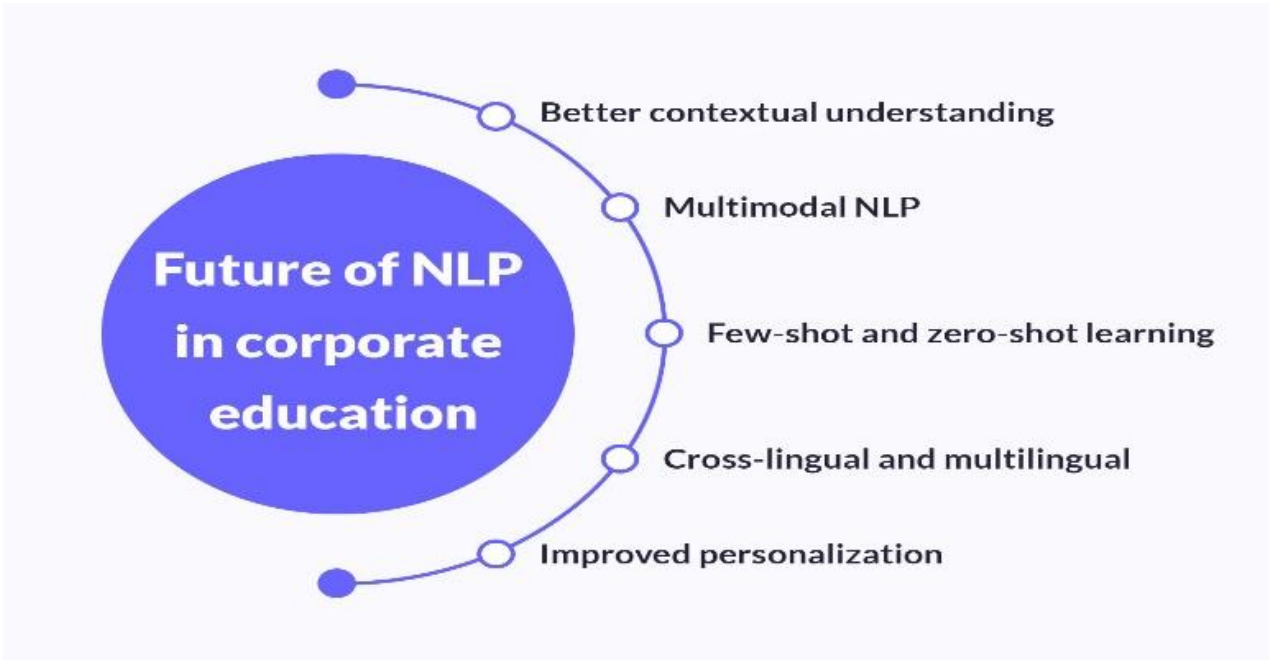 Future of NLP
in corporate
education
Better contextual understanding
Multimodal NLP
Few-shot and zero-shot learning
Cross-lingual and multilingual
Improved personalization